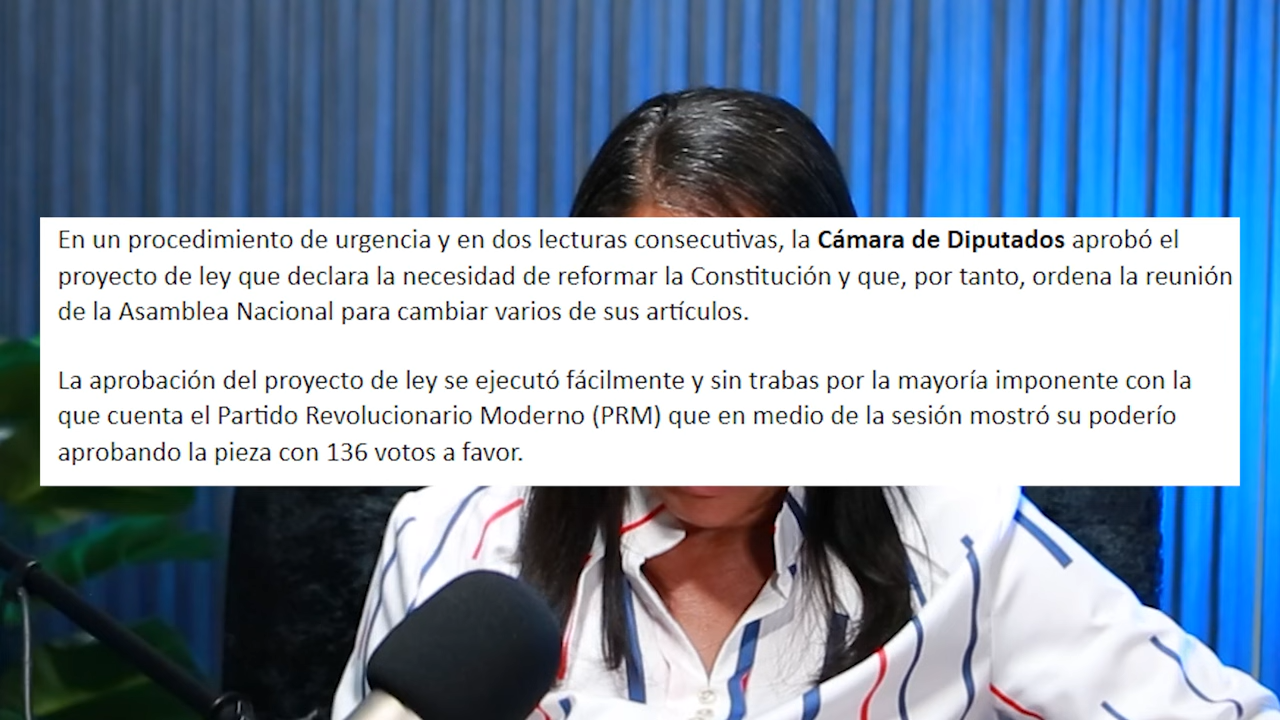 En un procedimiento de urgencia y en dos lecturas consecutivas, la Cámara de Diputados aprobó el
proyecto de ley que declara la necesidad de reformar la Constitución y que, por tanto, ordena la reunión
de la Asamblea Nacional para cambiar varios de sus artículos.
La aprobación del proyecto de ley se ejecutó fácilmente y sin trabas por la mayoría imponente con la
que cuenta el Partido Revolucionario Moderno (PRM) que en medio de la sesión mostró su poderío
aprobando la pieza con 136 votos a favor.